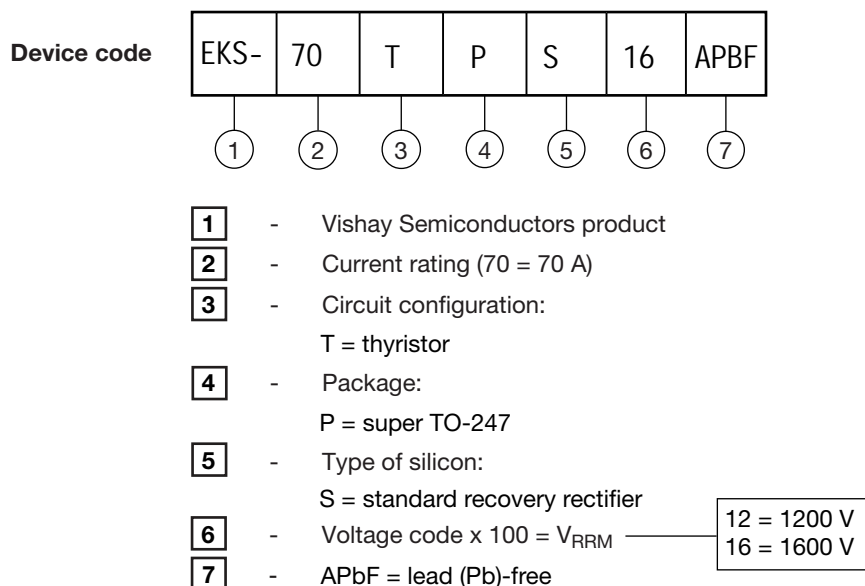 Device code
EKS- 70 T P S 16 APBF
1 2 3 4 5 6 7
1 - Vishay Semiconductors product
2 - Current rating (70 = 70 A)
3 - Circuit configuration:
T = thyristor
4 - Package:
P = super TO-247
5 - Type of silicon:
S = standard recovery rectifier
6 - Voltage code x 100 = VRRM
12 = 1200 V
16 = 1600 V
7 - APbF = lead (Pb)-free